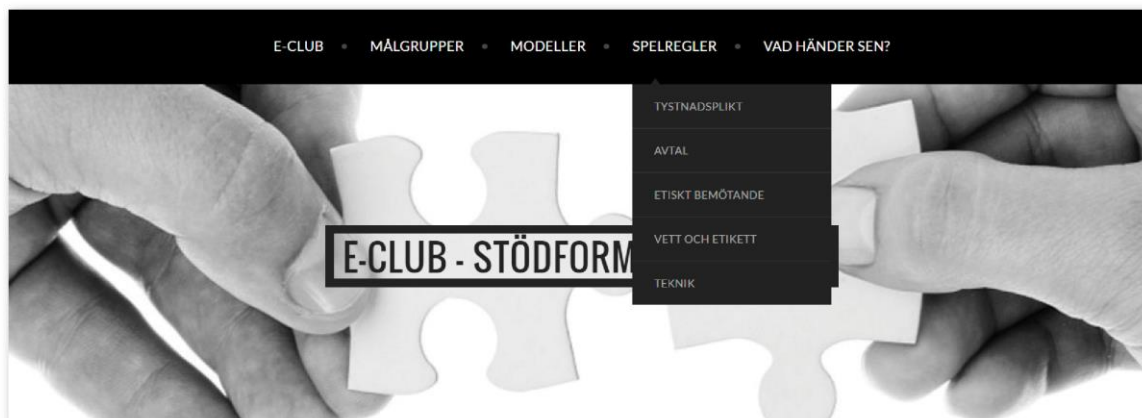 E-CLUB • MÅLGRUPPER • MODELLER • SPELREGLER • VAD HÄNDER SEN?
TYSTNADSPLIKT
AVTAL
ETISKT BEMÖTANDE
VETT OCH ETIKETT
E-CLUB - STÖDFORM
TEKNIK